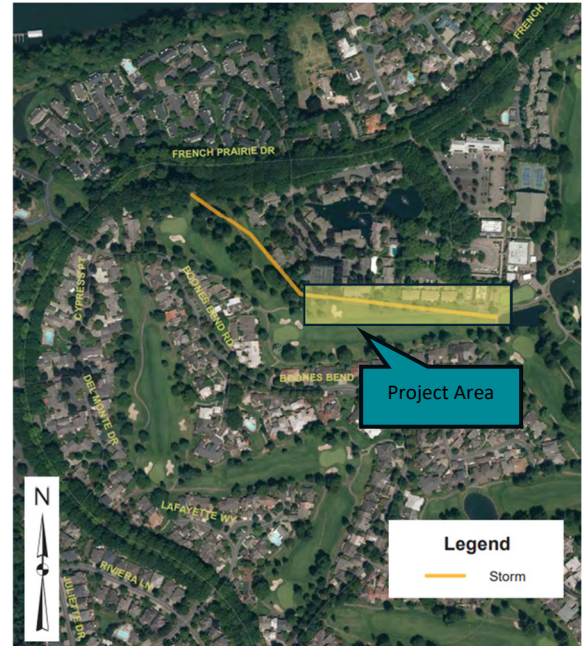 FRENCH
FRENCH PRAIRIE DR
CYPRESS PT
BOONES BEND RD
BOONES BEND
Project Area
DEL MONTE DR
LAFAYETTE WY
RIVIERA LN
JULIETTE DR
N
Legend
Storm